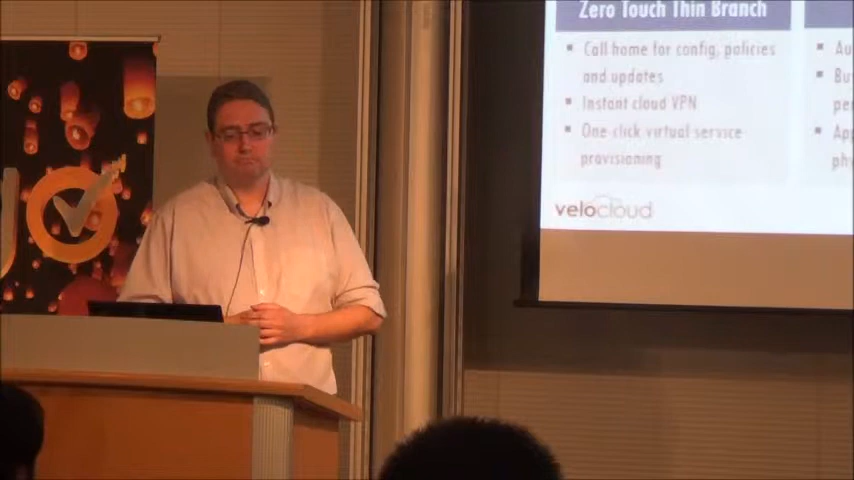 Zero Touch Thin Branch
▪ Call home for config, policies
and updates
▪ Instant cloud VPN
▪ One click virtual service
provisioning
velocloud